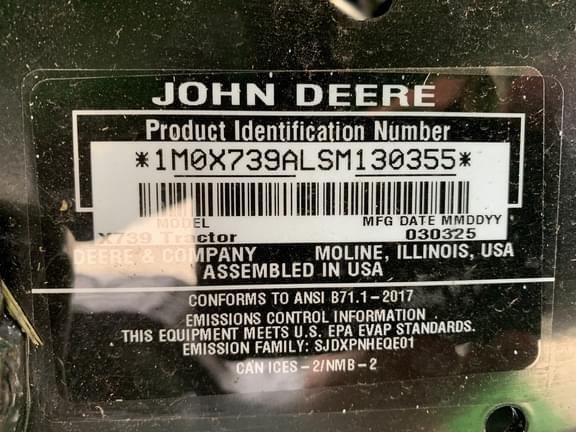 JOHN DEERE
Product Identification Number
*1M0X739ALSM130355*
MODEL MFG DATE MMDDYY
X739 Tractor 030325
DEERE & COMPANY MOLINE, ILLINOIS, USA
ASSEMBLED IN USA
CONFORMS TO ANSI B71.1-2017
EMISSIONS CONTROL INFORMATION
THIS EQUIPMENT MEETS U.S. EPA EVAP STANDARDS.
EMISSION FAMILY: SJDXPNHEQE01
CAN ICES-2/NMB-2